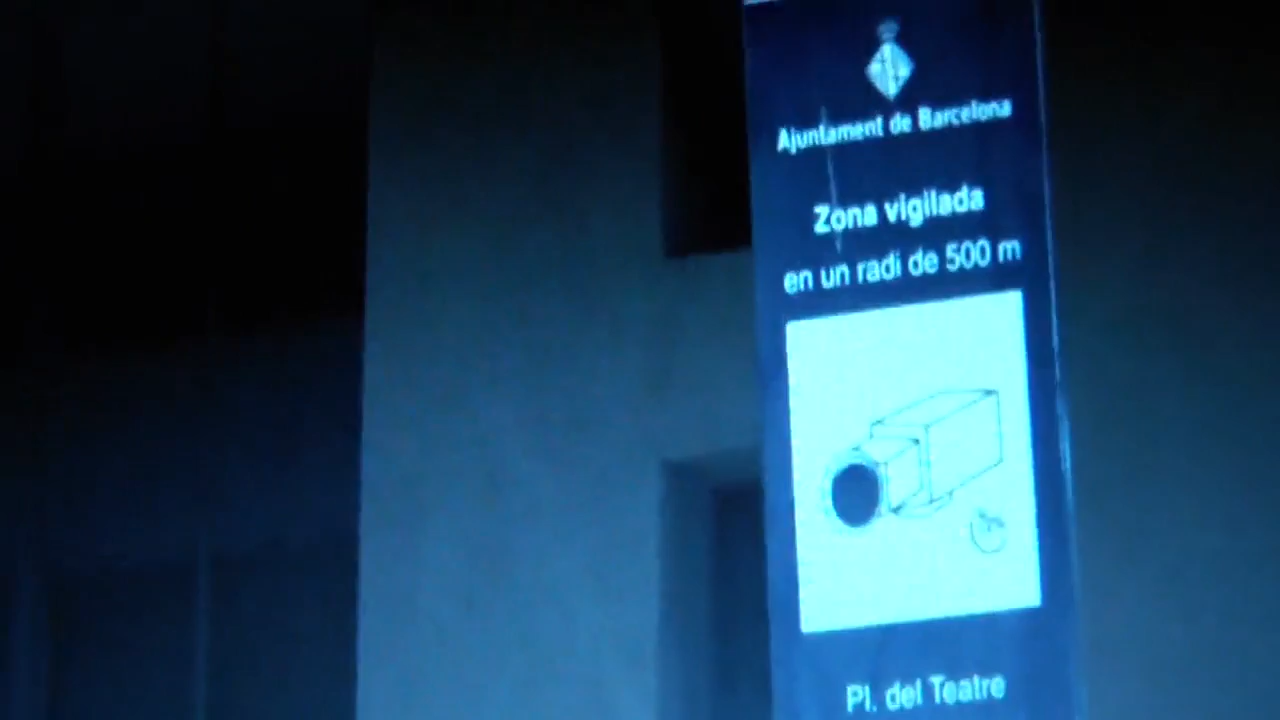 Ajuntament de Barcelona
Zona vigilada
en un radi de 500 m
Pl. del Teatre